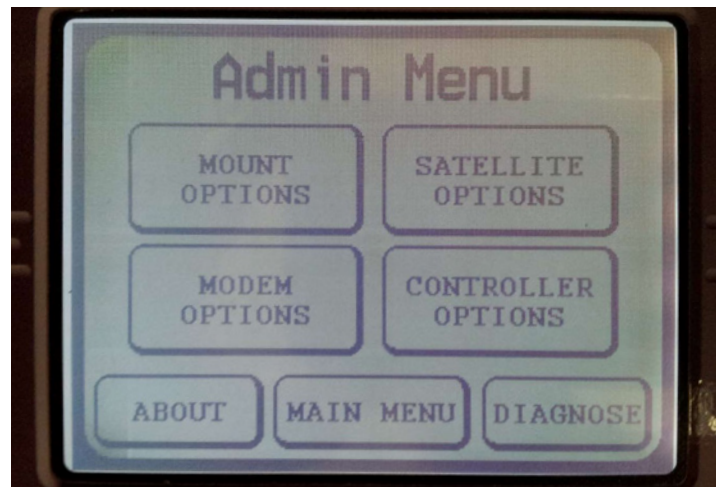 Admin Menu
MOUNT
OPTIONS
SATELLITE
OPTIONS
MODEM
OPTIONS
CONTROLLER
OPTIONS
ABOUT
MAIN MENU
DIAGNOSE